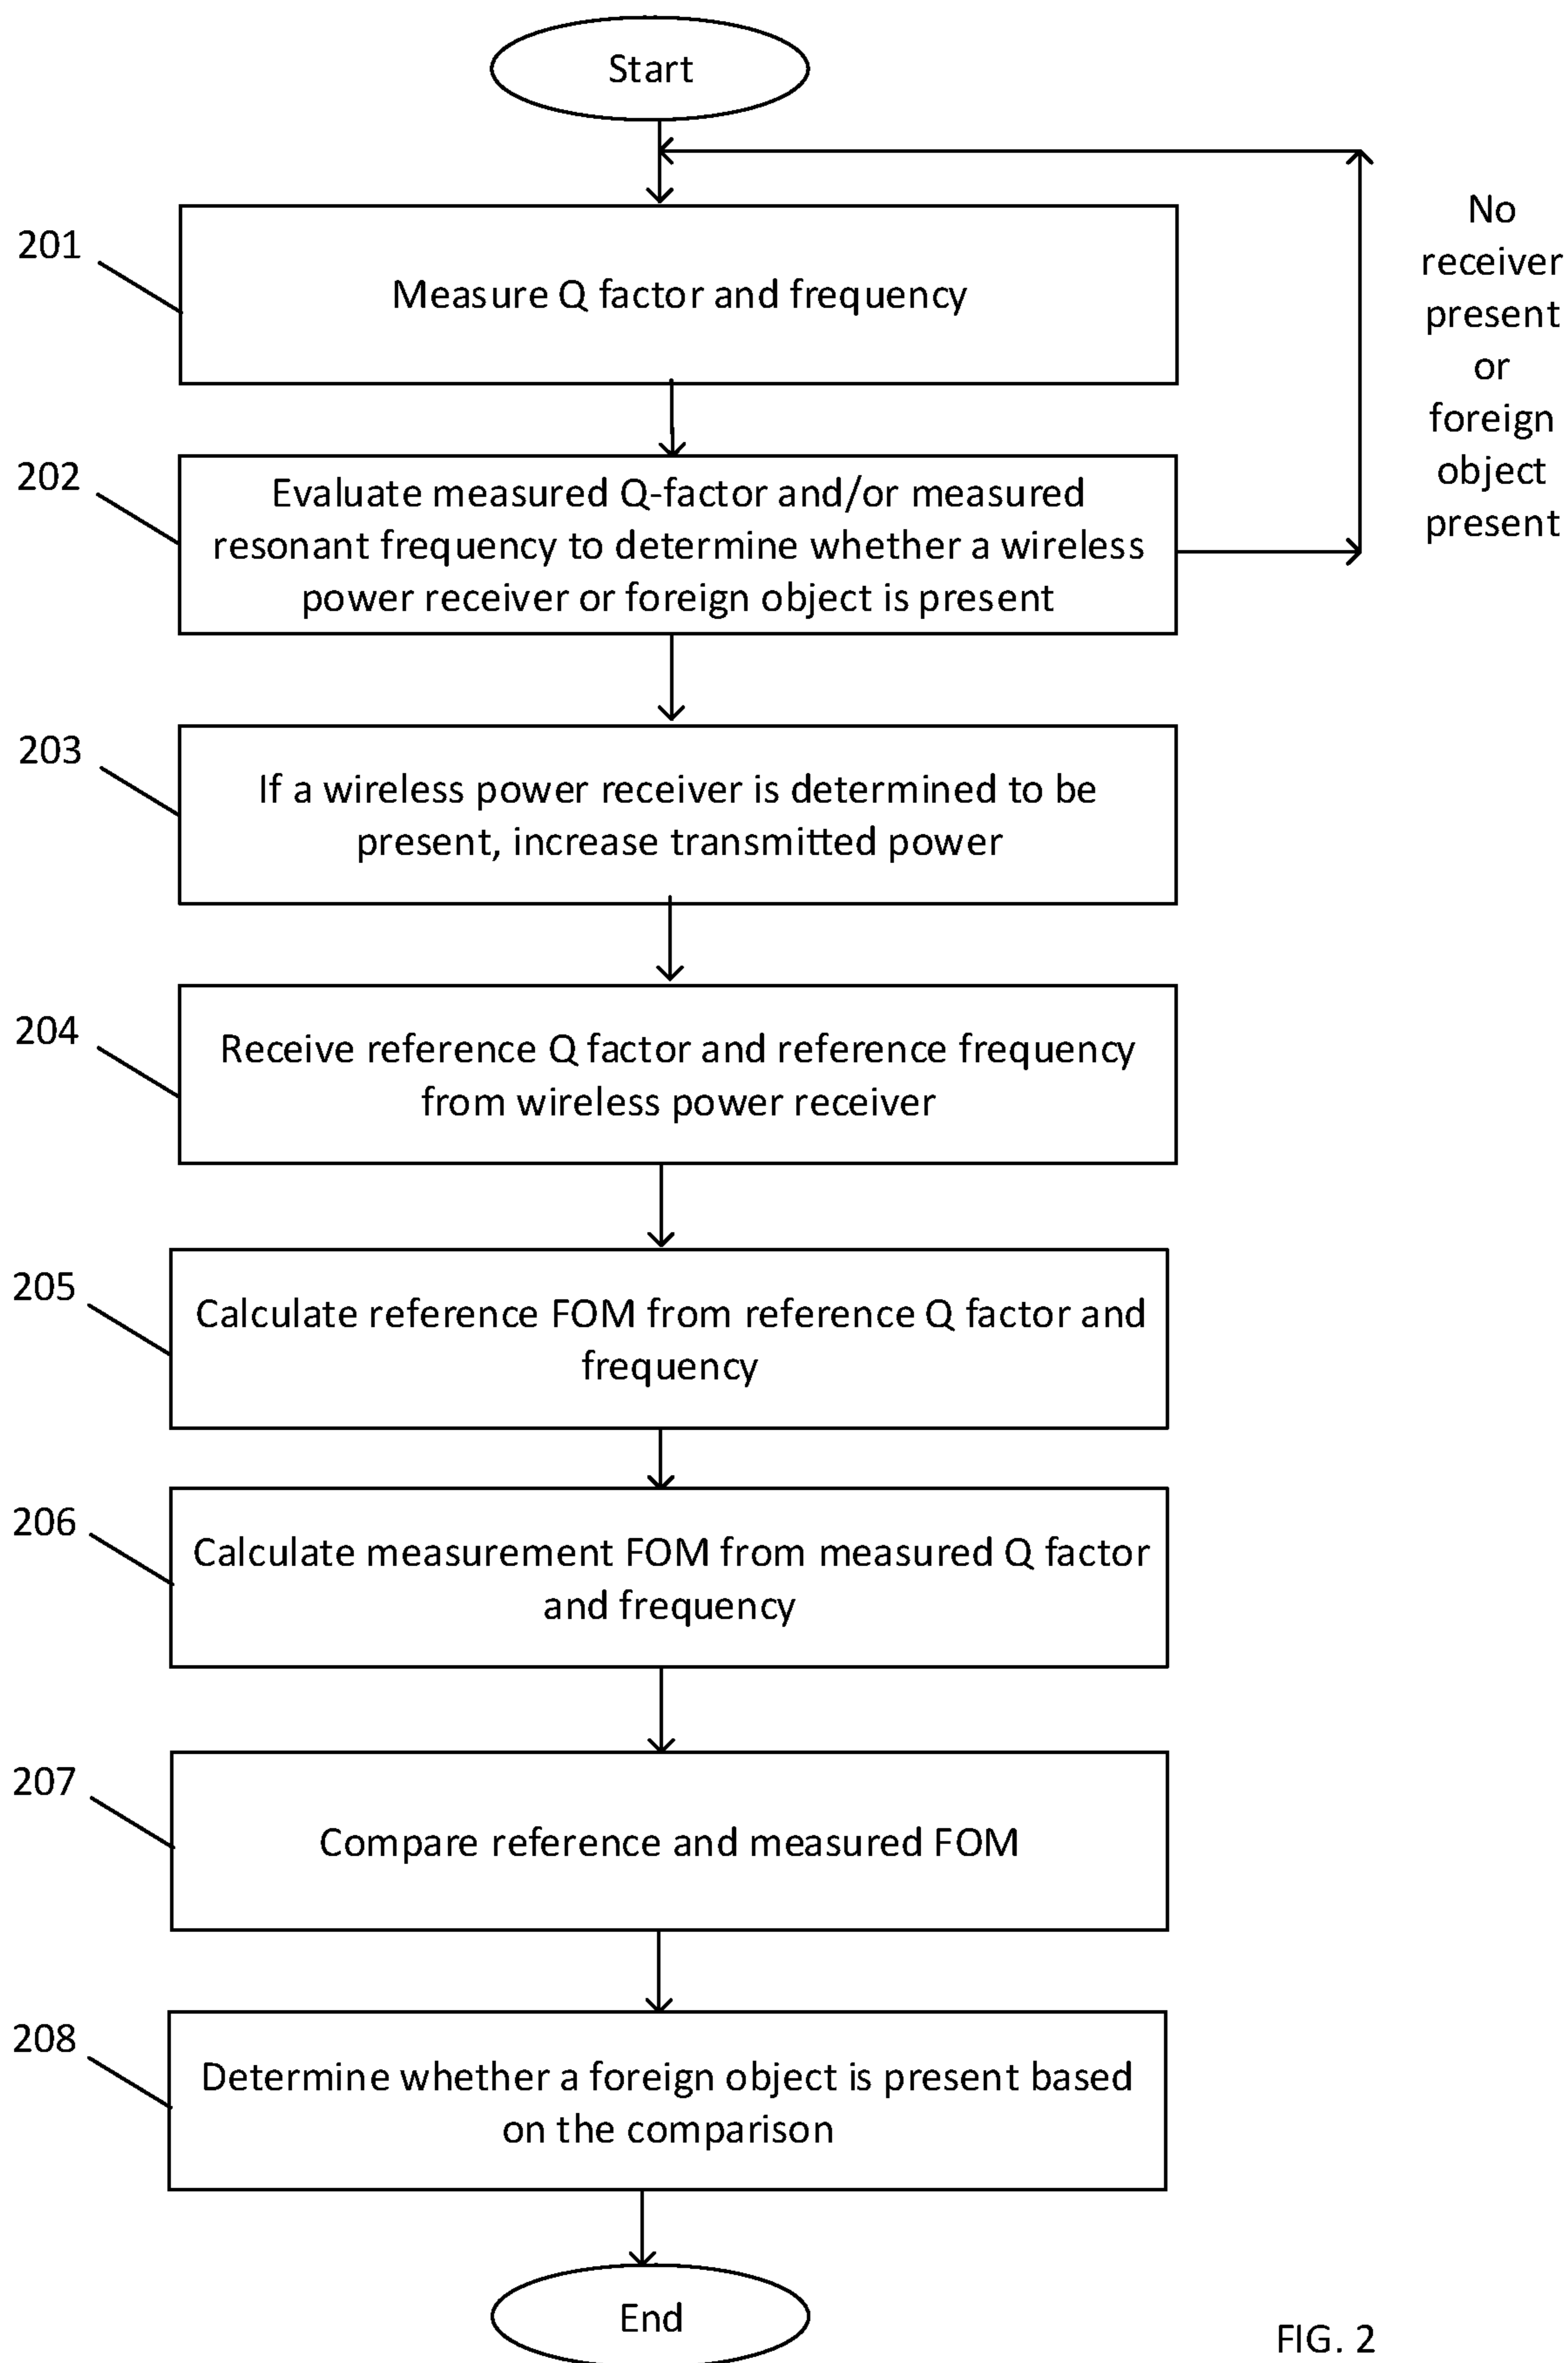 Start
No
receiver
present
or
foreign
object
present
201
Measure Q factor and frequency
202
Evaluate measured Q-factor and/or measured
resonant frequency to determine whether a wireless
power receiver or foreign object is present
203
If a wireless power receiver is determined to be
present, increase transmitted power
204
Receive reference Q factor and reference frequency
from wireless power receiver
205
Calculate reference FOM from reference Q factor and
frequency
206
Calculate measurement FOM from measured Q factor
and frequency
207
Compare reference and measured FOM
208
Determine whether a foreign object is present based
on the comparison
End
FIG. 2